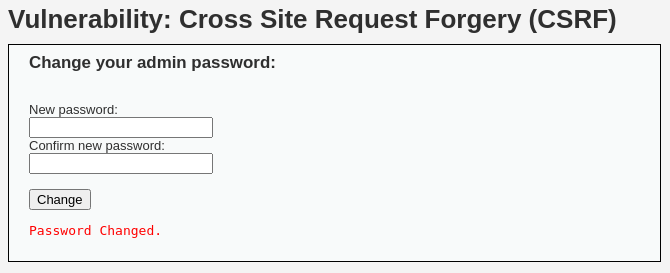 Vulnerability: Cross Site Request Forgery (CSRF)
Change your admin password:
New password:
Confirm new password:
Change
Password Changed.